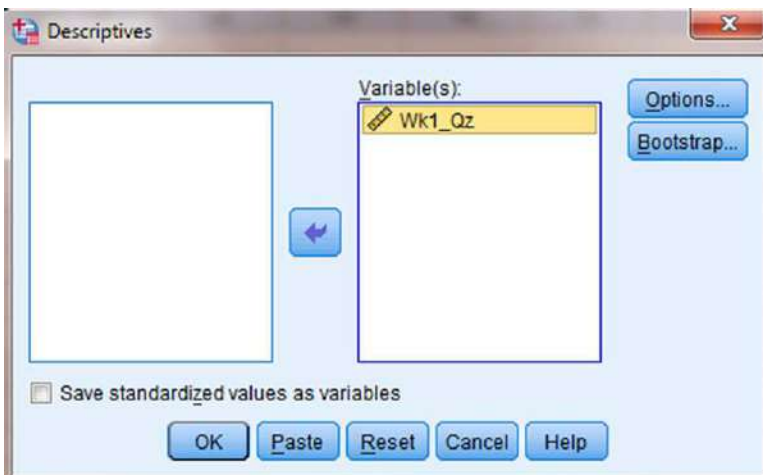 Descriptives
Variable(s):
Wk1_Qz
Options...
Bootstrap...
Save standardized values as variables
OK Paste Reset Cancel Help